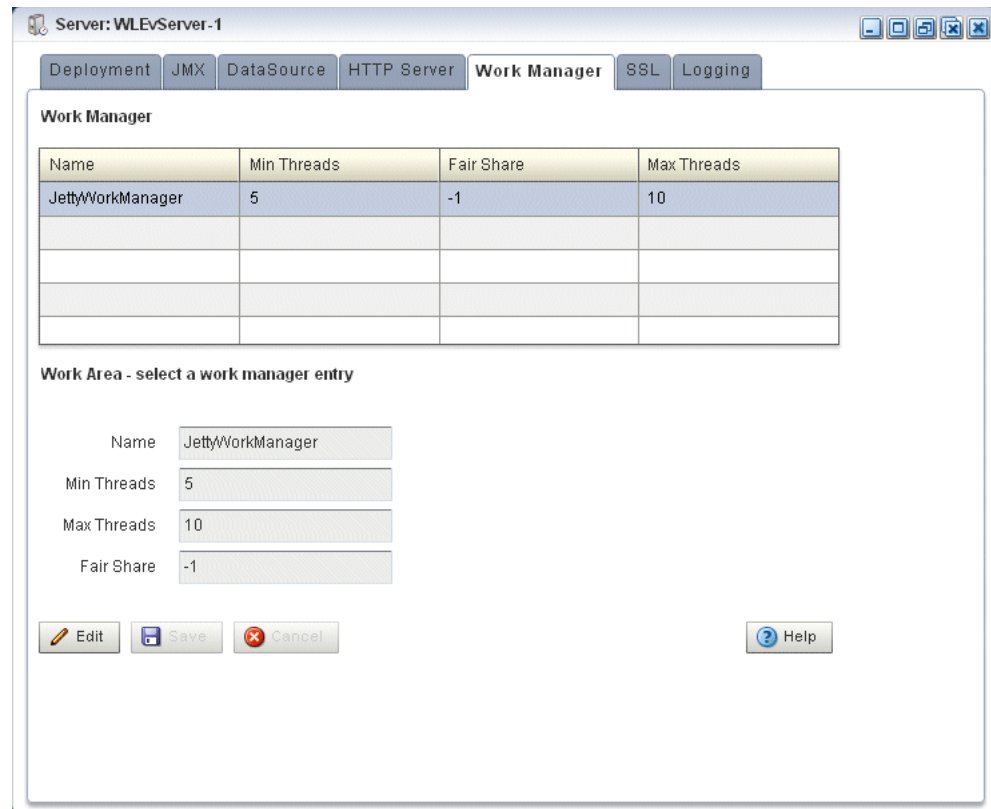 Server: WLEvServer-1
Deployment JMX DataSource HTTP Server Work Manager SSL Logging
Work Manager
Name Min Threads Fair Share Max Threads
JettyWorkManager 5 -1 10
Work Area - select a work manager entry
Name JettyWorkManager
Min Threads 5
Max Threads 10
Fair Share -1
Edit Save Cancel Help